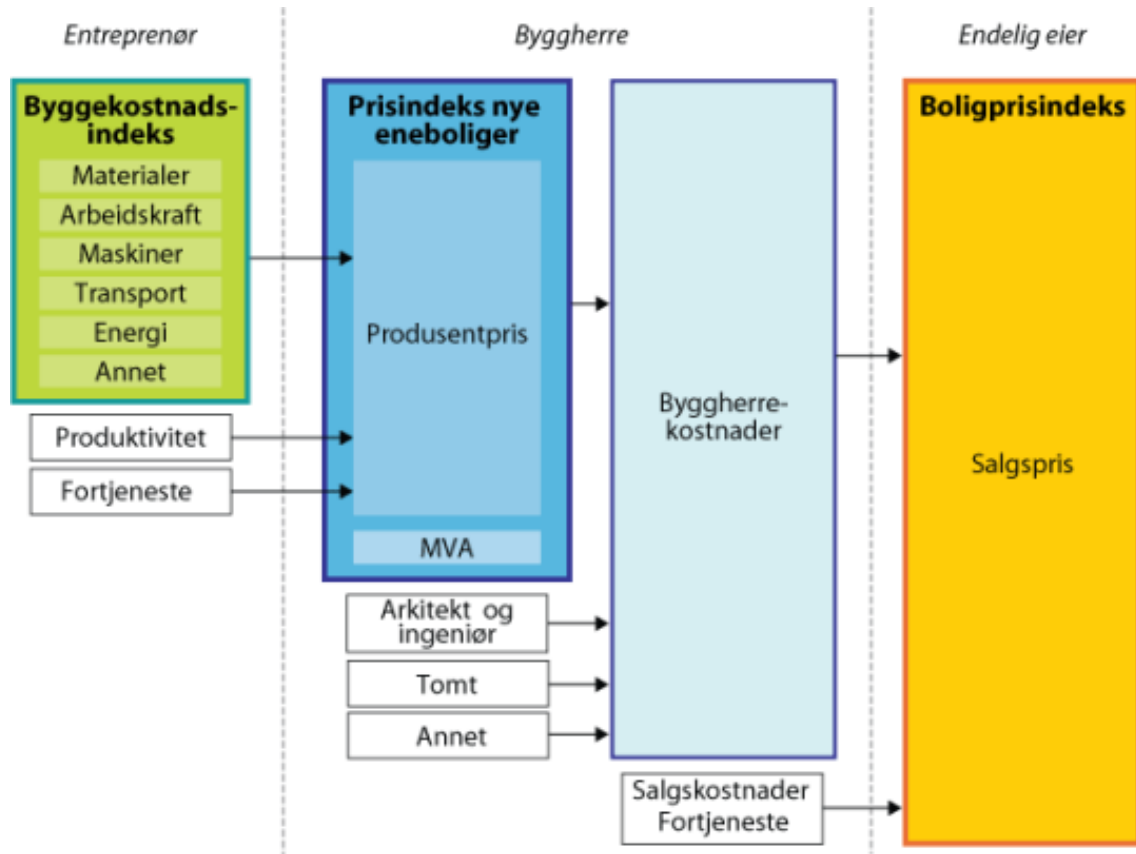 Entreprenør
Byggherre
Endelig eier
Byggekostnads-
indeks
Materialer
Arbeidskraft
Maskiner
Transport
Energi
Annet
Produktivitet
Fortjeneste
Prisindeks nye
eneboliger
Produsentpris
MVA
Arkitekt og
ingeniør
Tomt
Annet
Byggherre-
kostnader
Salgskostnader
Fortjeneste
Boligprisindeks
Salgspris